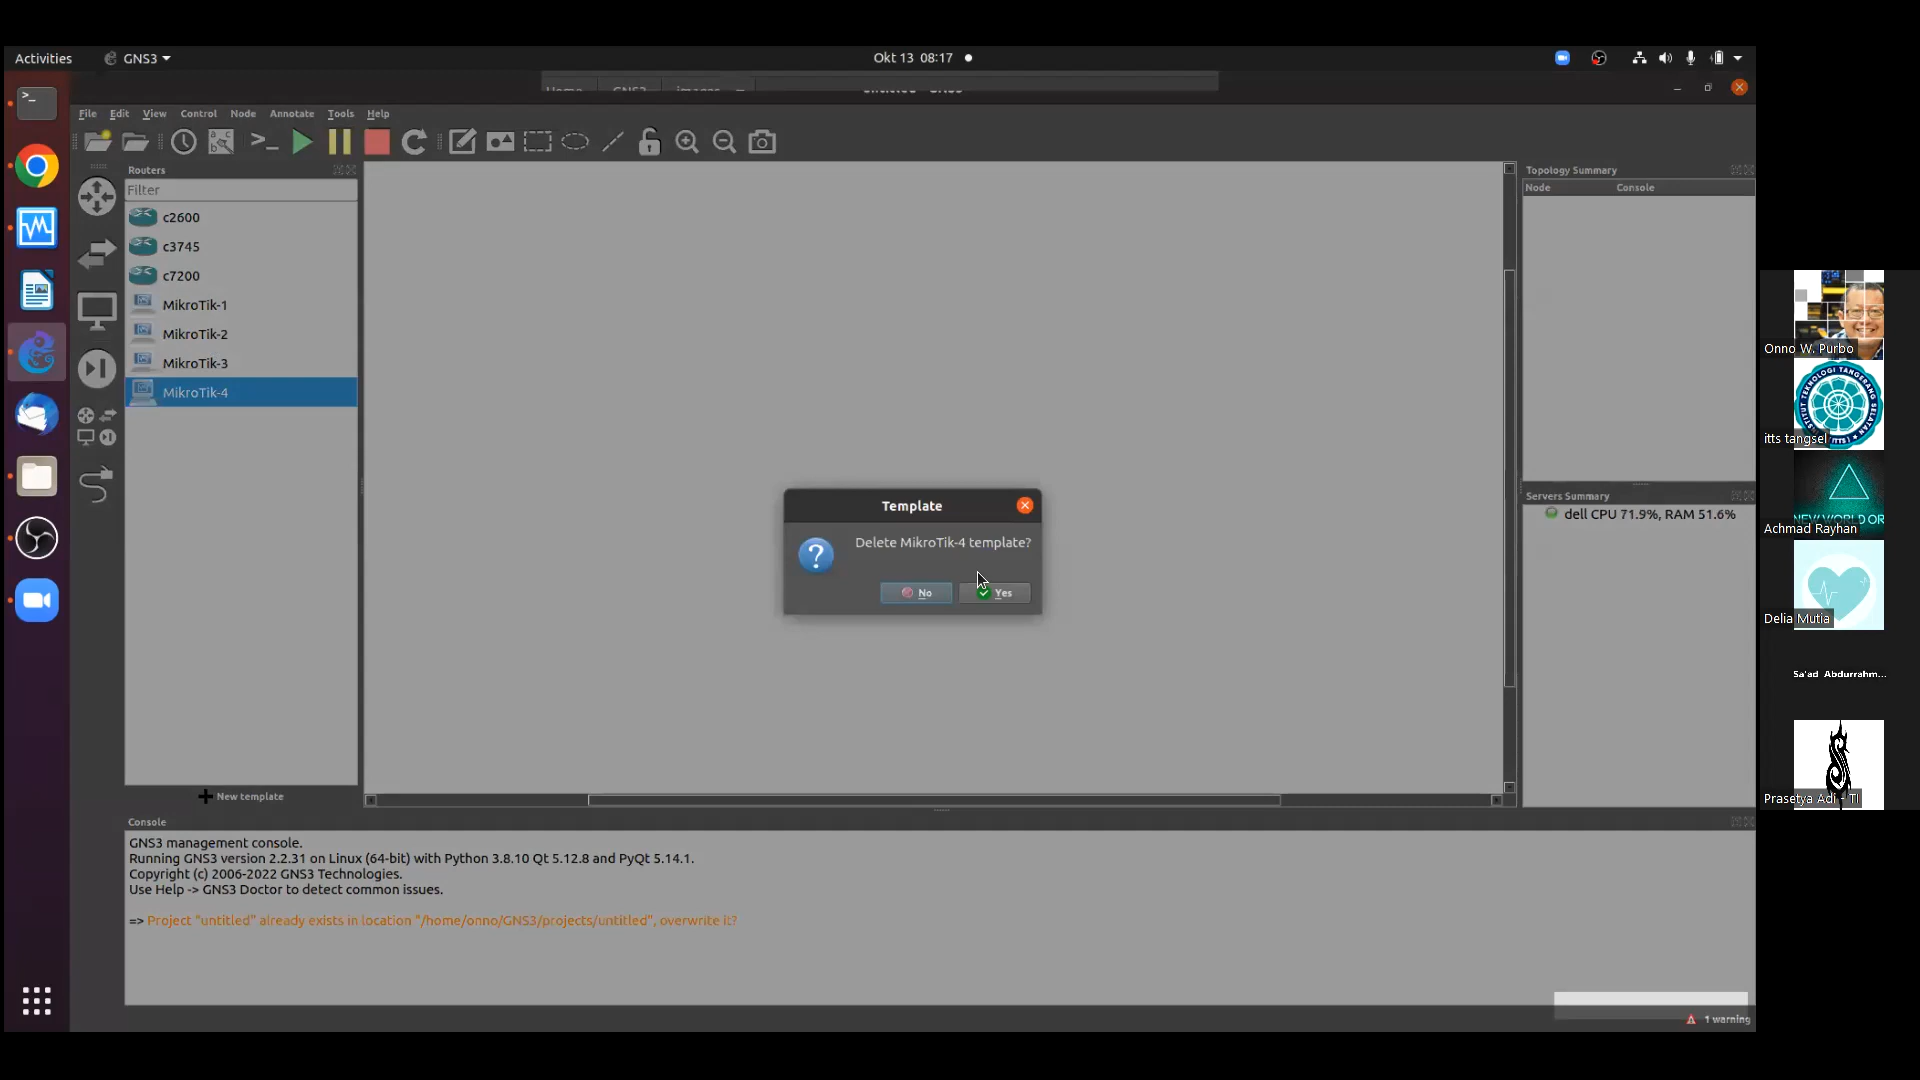 Activities
GNS3
Okt 13 08:17
File Edit View Control Node Annotate Tools Help
Routers
Filter
c2600
c3745
c7200
MikroTik-1
MikroTik-2
MikroTik-3
MikroTik-4
New template
Template
Delete MikroTik-4 template?
No
Yes
Topology Summary
Node Console
Servers Summary
dell CPU 71.9%, RAM 51.6%
Console
GNS3 management console.
Running GNS3 version 2.2.31 on Linux (64-bit) with Python 3.8.10 Qt 5.12.8 and PyQt 5.14.1.
Copyright (c) 2006-2022 GNS3 Technologies.
Use Help -> GNS3 Doctor to detect common issues.
=> Project "untitled" already exists in location "/home/onno/GNS3/projects/untitled", overwrite it?
1 warning
Onno W. Purbo
itts tangsel
NEW WORLD OR
Achmad Rayhan
Delia Mutia
Sa'ad Abdurrahm...
Prasetya Adi - TI